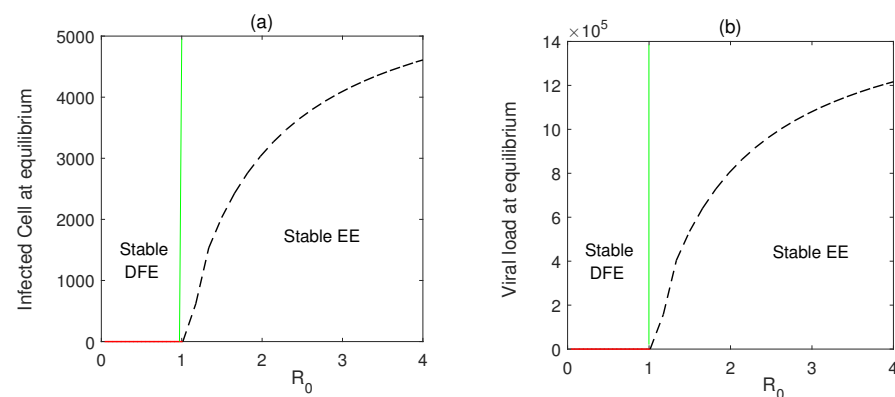 (a)
5000
4000
3000
2000
1000
0
Infected Cell at equilibrium
Stable
DFE
Stable EE
0 1 2 3 4
R0
(b)
×10^5
14
12
10
8
6
4
2
0
Viral load at equilibrium
Stable
DFE
Stable EE
0 1 2 3 4
R0